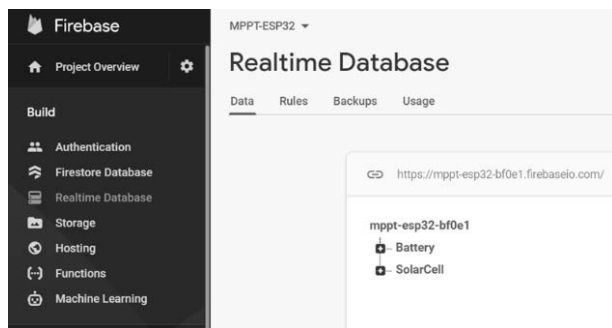 Firebase
Project Overview
Build
Authentication
Firestore Database
Realtime Database
Storage
Hosting
Functions
Machine Learning
MPPT-ESP32
Realtime Database
Data Rules Backups Usage
https://mppt-esp32-bf0e1.firebaseio.com/
mppt-esp32-bf0e1
Battery
SolarCell